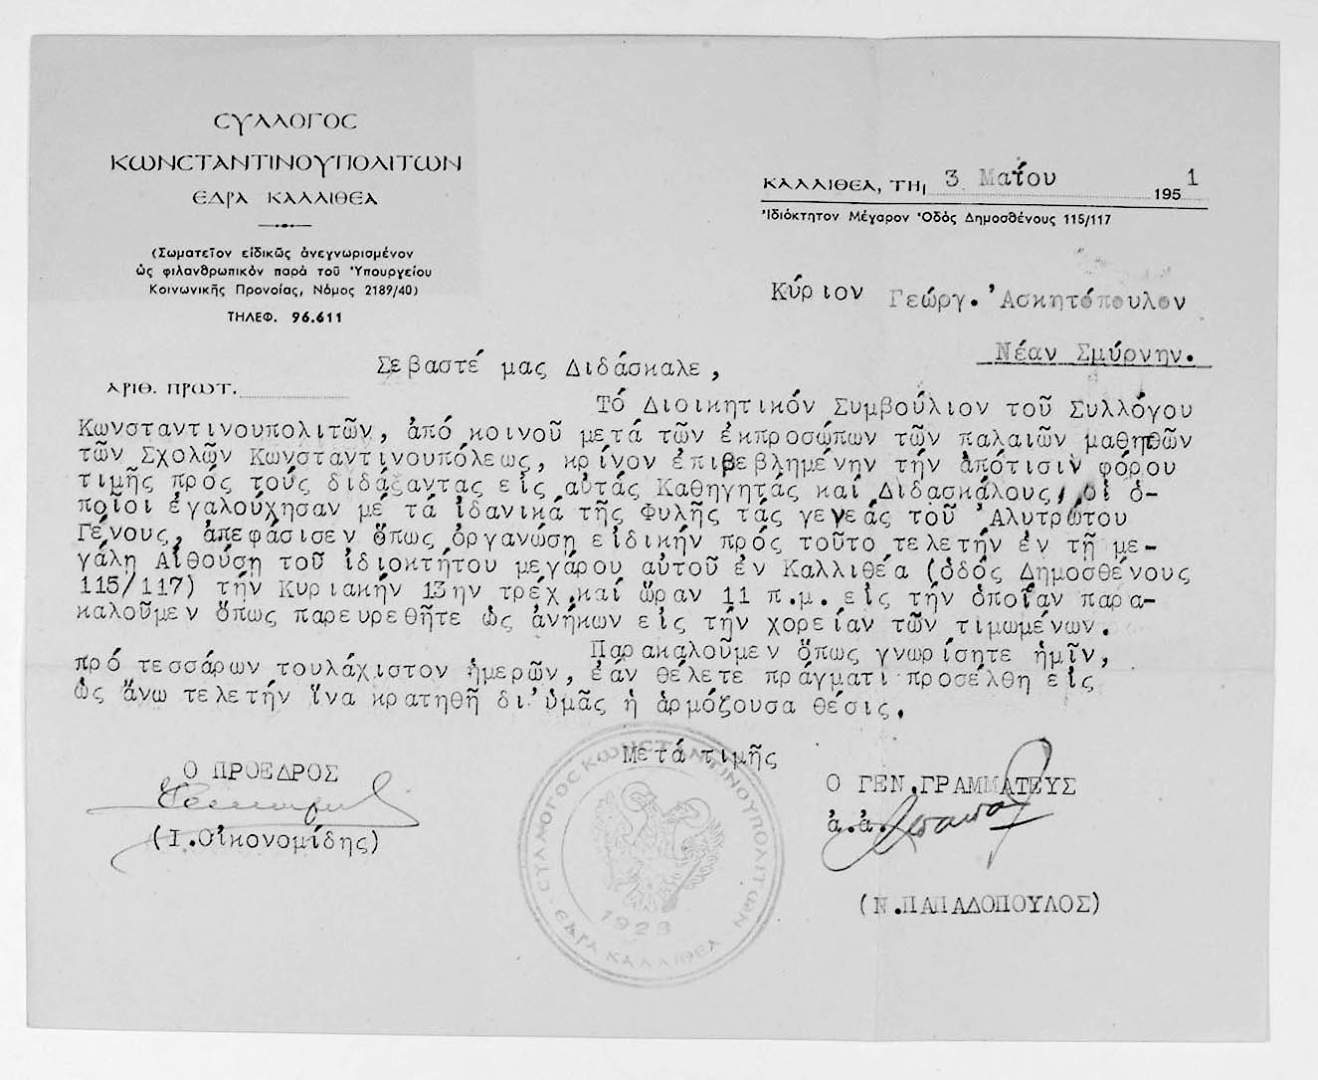 ΣΥΛΛΟΓΟΣ
ΚΩΝΣΤΑΝΤΙΝΟΥΠΟΛΙΤΩΝ
ΕΔΡΑ ΚΑΛΛΙΘΕΑ
(Σωματεῖον εἰδικῶς ἀνεγνωρισμένον
ὡς φιλανθρωπικὸν παρὰ τοῦ Ὑπουργείου
Κοινωνικῆς Προνοίας, Νόμος 2189/40)
ΤΗΛΕΦ. 96.611
ΚΑΛΛΙΘΕΑ, ΤΗι 3 Μαΐου 1951
Ἰδιόκτητον Μέγαρον Ὁδὸς Δημοσθένους 115/117
Κύριον Γεώργ. Ἀσκητόπουλον
Νέαν Σμύρνην.
Σεβαστέ μας Διδάσκαλε,
ΑΡΙΘ. ΠΡΩΤ.
Τό Διοικητικόν Συμβούλιον τοῦ Συλλόγου
Κωνσταντινουπολιτῶν, ἀπό κοινοῦ μετά τῶν ἐκπροσώπων τῶν παλαιῶν μαθητῶν
τῶν Σχολῶν Κωνσταντινουπόλεως, κρῖνον ἐπιβεβλημένην τήν ἀπότισιν φόρου
τιμῆς πρός τούς διδάξαντας εἰς αὐτάς Καθηγητάς καί Διδασκάλους, οἱ ὁ-
ποῖοι ἐγαλούχησαν μέ τά ἰδανικά τῆς Φυλῆς τάς γενεάς τοῦ Ἀλυτρώτου
Γένους, ἀπεφάσισεν ὅπως ὀργανώσῃ εἰδικήν πρός τοῦτο τελετήν ἐν τῇ με-
γάλῃ Αἰθούσῃ τοῦ ἰδιοκτήτου μεγάρου αὐτοῦ ἐν Καλλιθέα (ὁδός Δημοσθένους
115/117) τήν Κυριακήν 13ην τρέχ. καί ὥραν 11 π.μ. εἰς τήν ὁποίαν παρα-
καλοῦμεν ὅπως παρευρεθῆτε ὡς ἀνήκων εἰς τήν χορείαν τῶν τιμωμένων.
Παρακαλοῦμεν ὅπως γνωρίσητε ἡμῖν,
πρό τεσσάρων τουλάχιστον ἡμερῶν, ἐάν θέλετε πράγματι προσέλθη εἰς
ὡς ἄνω τελετήν ἵνα κρατηθῇ δι'ὑμᾶς ἡ ἁρμόζουσα θέσις.
Μετά τιμῆς
Ο ΠΡΟΕΔΡΟΣ
Ο ΓΕΝ.ΓΡΑΜΜΑΤΕΥΣ
ἀ.ἀ.
(Ι.Οἰκονομίδης)
(Ν.ΠΑΠΑΔΟΠΟΥΛΟΣ)
ΣΥΛΛΟΓΟΣ ΚΩΝΣΤΑΝΤΙΝΟΥΠΟΛΙΤΩΝ
1928
ΕΔΡΑ ΚΑΛΛΙΘΕΑ